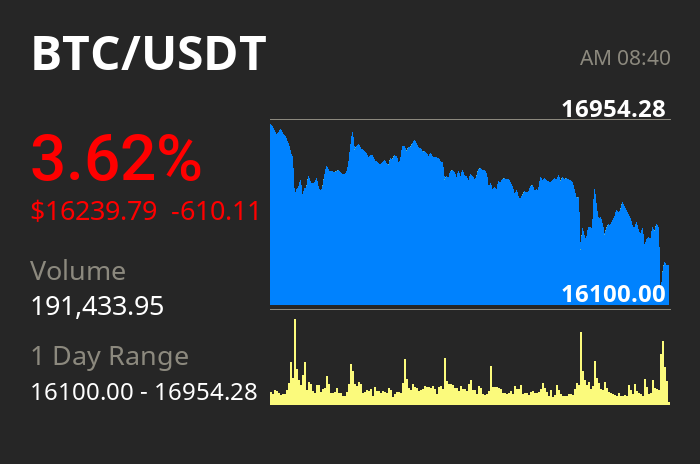 BTC/USDT
AM 08:40
16954.28
3.62%
$16239.79 -610.11
Volume
191,433.95
16100.00
1 Day Range
16100.00 - 16954.28